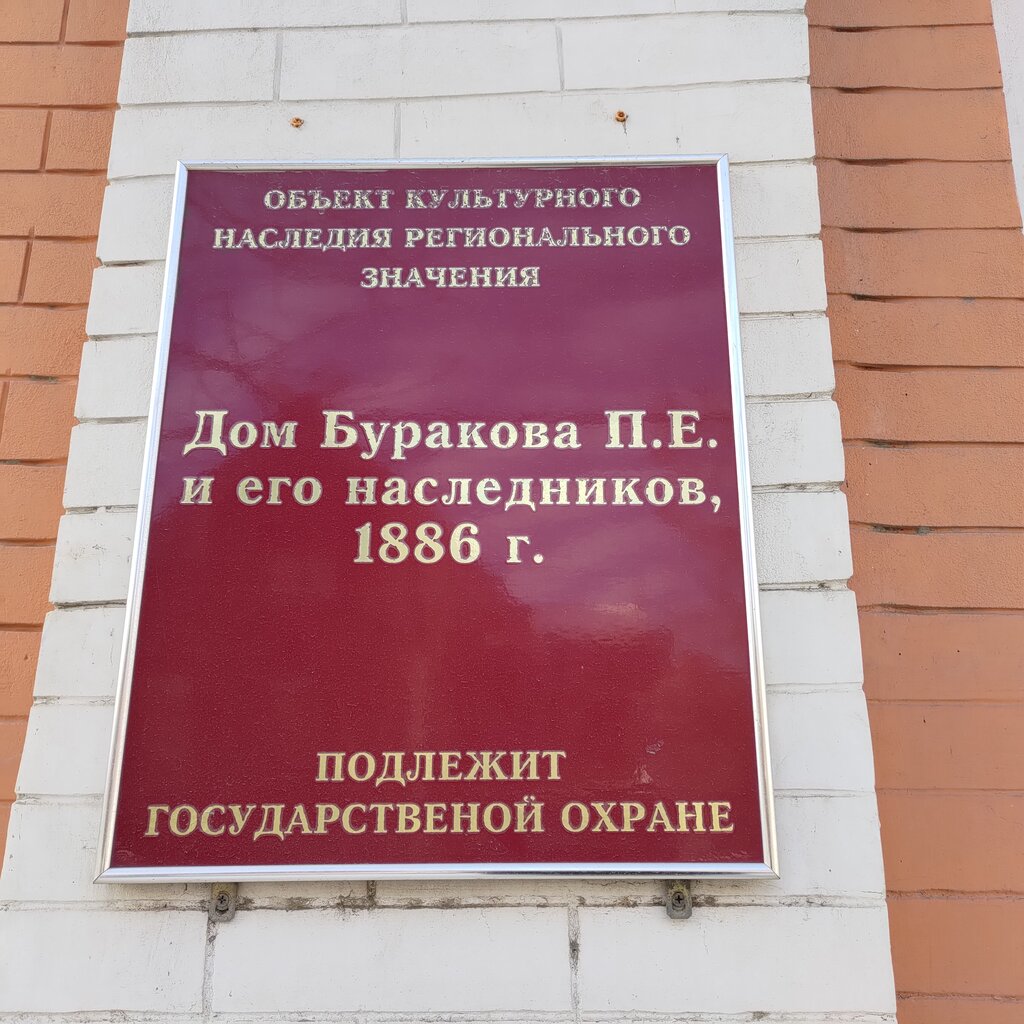 ОБЪЕКТ КУЛЬТУРНОГО
НАСЛЕДИЯ РЕГИОНАЛЬНОГО
ЗНАЧЕНИЯ
Дом Буракова П.Е.
и его наследников,
1886 г.
ПОДЛЕЖИТ
ГОСУДАРСТВЕНОЙ ОХРАНЕ